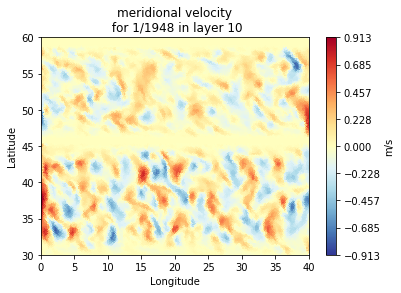 meridional velocity
for 1/1948 in layer 10
60
55
50
45
40
35
30
Latitude
0 5 10 15 20 25 30 35 40
Longitude
0.913
0.685
0.457
0.228
0.000
−0.228
−0.457
−0.685
−0.913
m/s